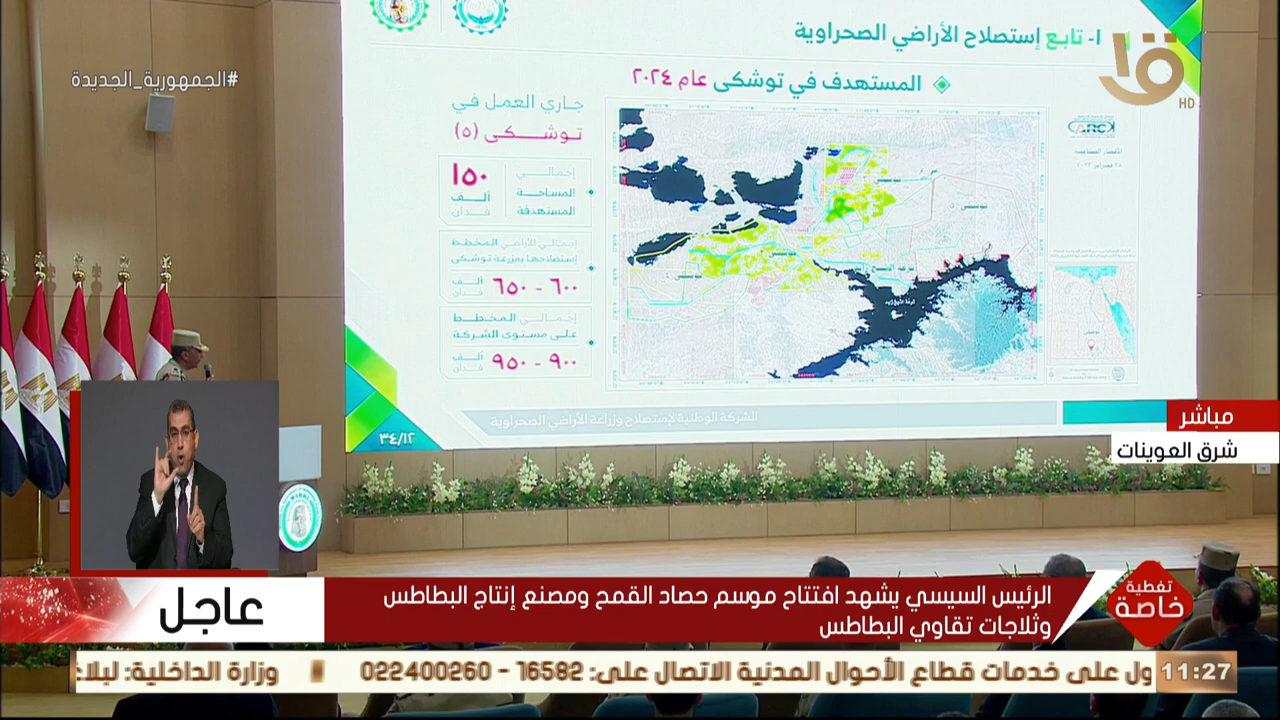 ١- تابع إستصلاح الأراضي الصحراوية
#الجمهورية_الجديدة
HD
المستهدف في توشكى عام ٢٠٢٤
جاري العمل في
توشكى (٥)
إجمالي
المساحة
المستهدفة
١٥٠
ألف
فدان
إجمالي الأراضي المخطط
إستصلاحها بمزرعة توشكى
٦٠٠ - ٦٥٠
ألف
فدان
إجمالي المخطط
على مستوى الشركة
٩٠٠ - ٩٥٠
ألف
فدان
الشركة الوطنية لإستصلاح وزراعة الأراضي الصحراوية
٣٤/١٢
مباشر
شرق العوينات
تغطية
خاصة
الرئيس السيسي يشهد افتتاح موسم حصاد القمح ومصنع إنتاج البطاطس
وثلاجات تقاوي البطاطس
عاجل
11:27
ول على خدمات قطاع الأحوال المدنية الاتصال على: 16582 - 022400260
وزارة الداخلية: لبلاغ